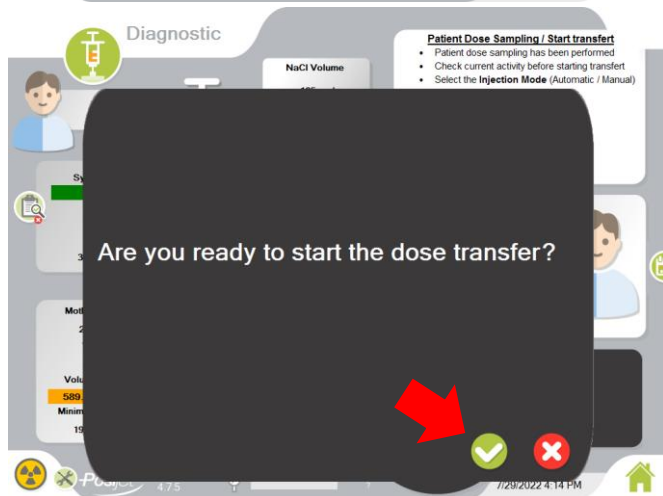 Diagnostic
NaCl Volume
Patient Dose Sampling / Start transfert
• Patient dose sampling has been performed
• Check current activity before starting transfert
• Select the Injection Mode (Automatic / Manual)
Are you ready to start the dose transfer?
589.
4.7.5
7/29/2022 4:14 PM